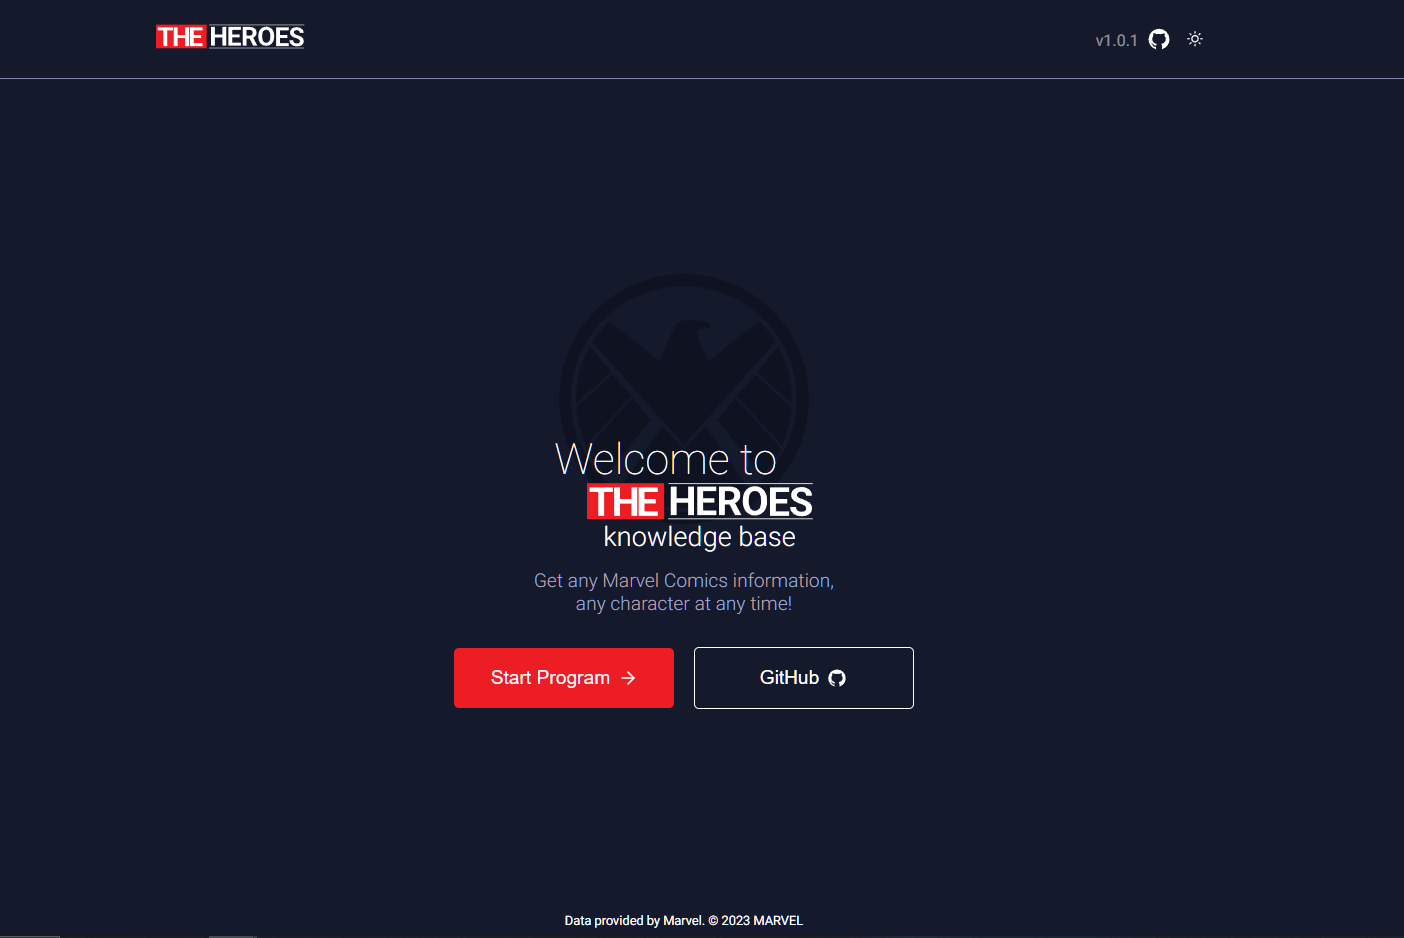 THE HEROES
v1.0.1
Welcome to
THE HEROES
knowledge base
Get any Marvel Comics information,
any character at any time!
Start Program
GitHub
Data provided by Marvel. © 2023 MARVEL